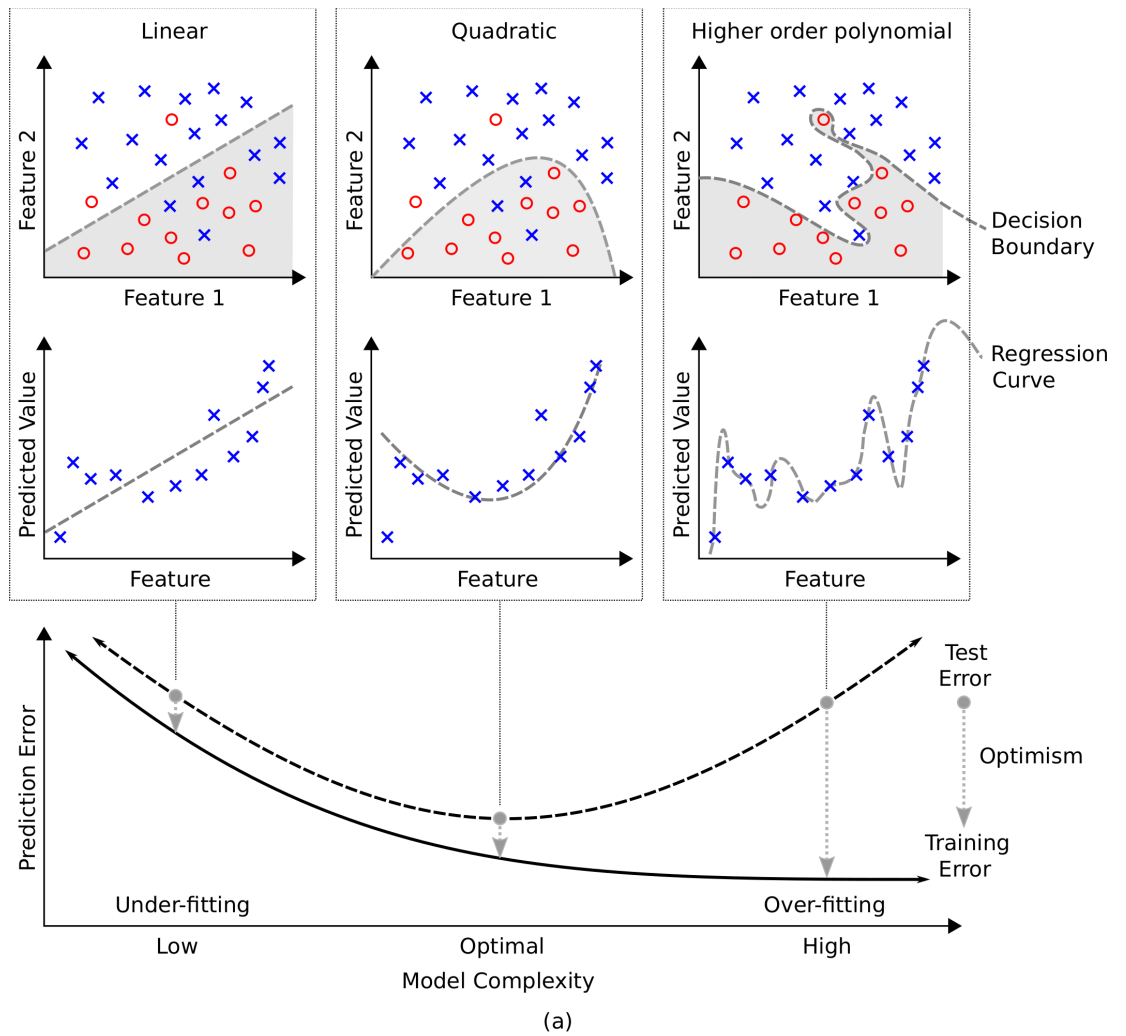 Linear
Quadratic
Higher order polynomial
Feature 2
Feature 1
Feature 2
Feature 1
Feature 2
Feature 1
Decision
Boundary
Predicted Value
Feature
Predicted Value
Feature
Predicted Value
Feature
Regression
Curve
Prediction Error
Test
Error
Optimism
Training
Error
Under-fitting
Over-fitting
Low
Optimal
High
Model Complexity
(a)